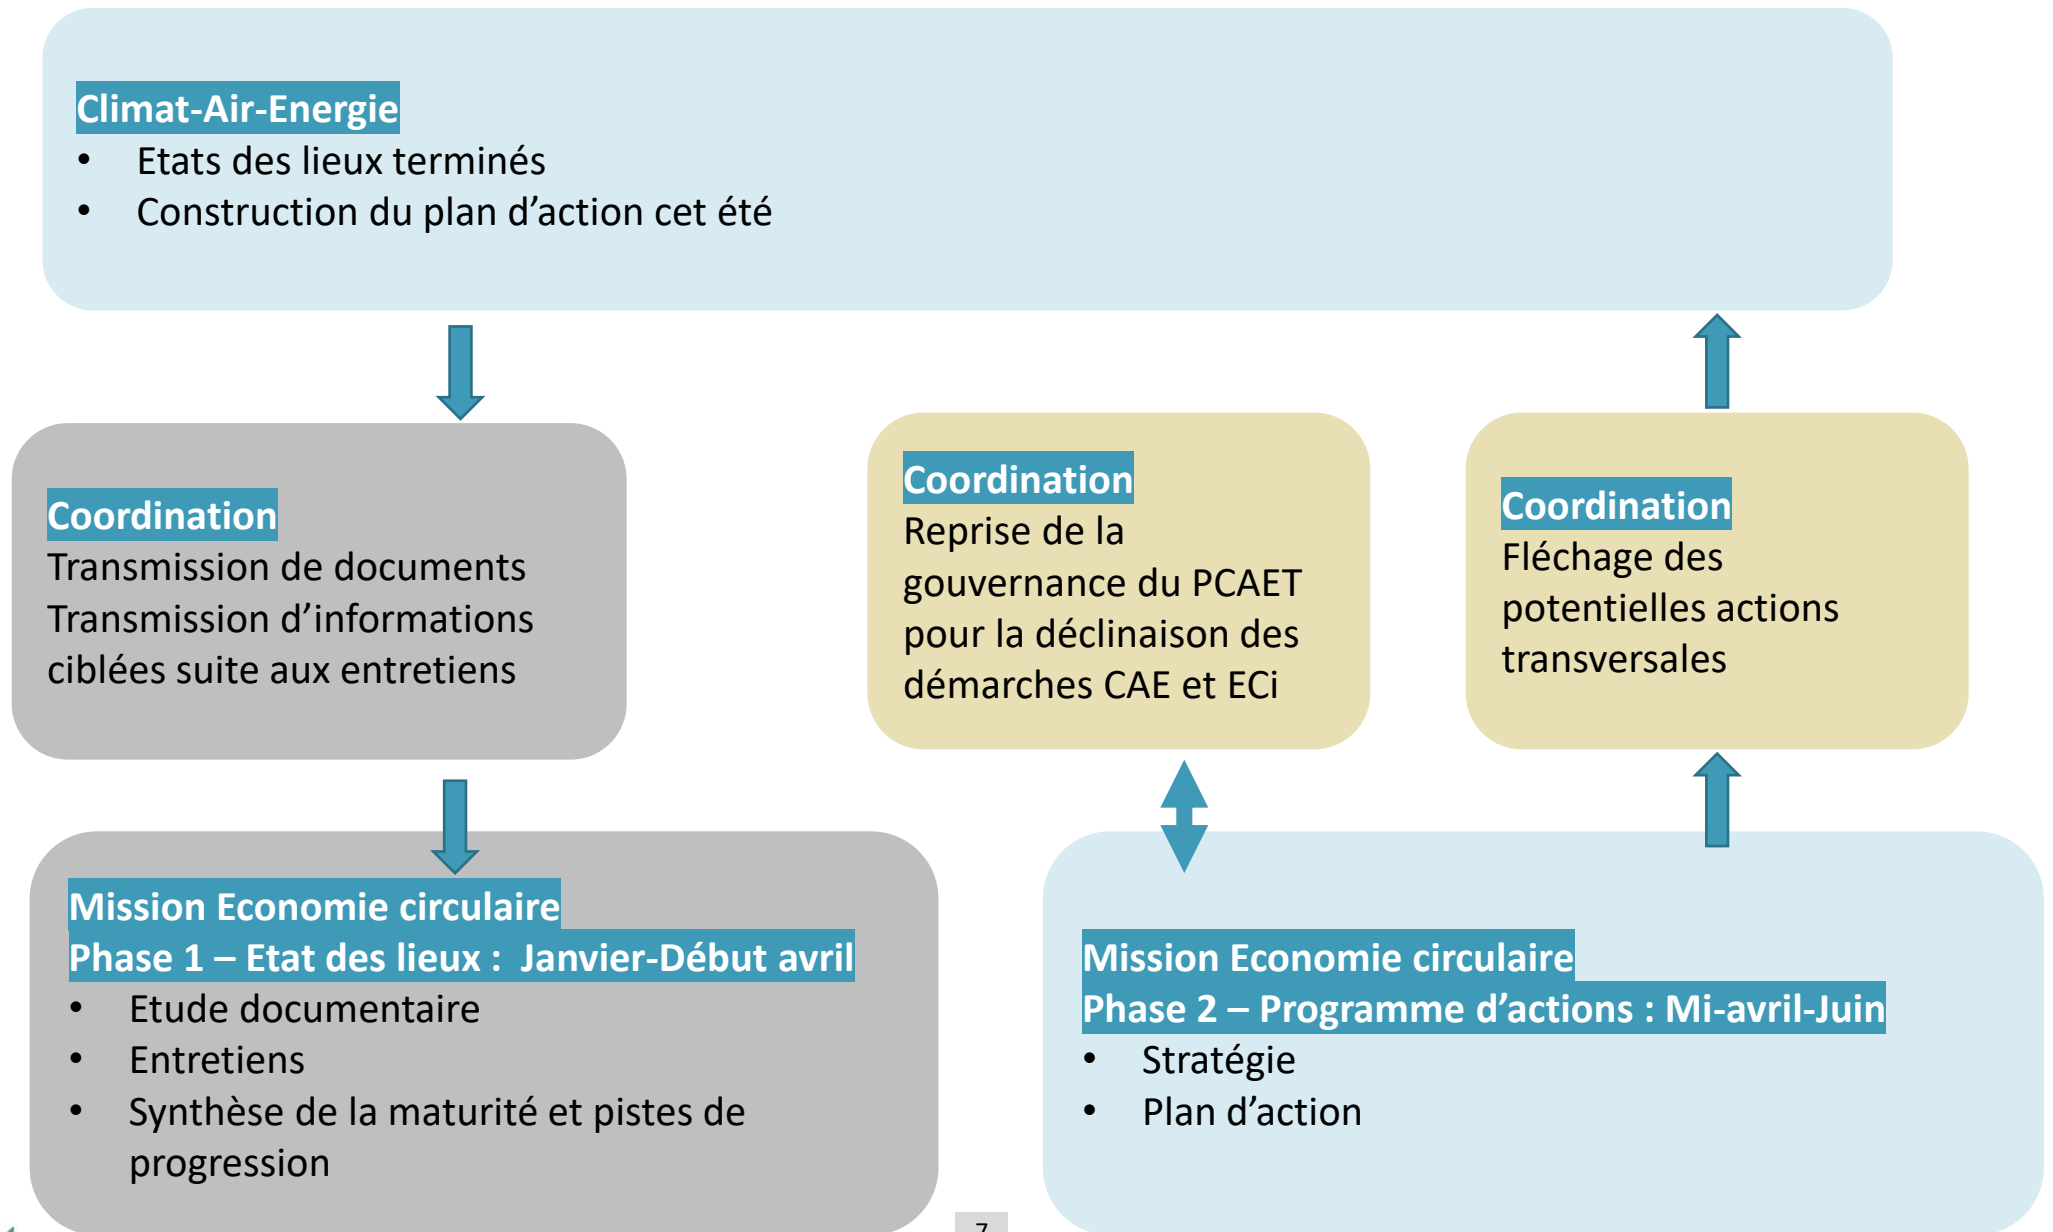 Climat-Air-Energie
• Etats des lieux terminés
• Construction du plan d’action cet été
Coordination
Transmission de documents
Transmission d’informations
ciblées suite aux entretiens
Coordination
Reprise de la
gouvernance du PCAET
pour la déclinaison des
démarches CAE et ECi
Coordination
Fléchage des
potentielles actions
transversales
Mission Economie circulaire
Phase 1 – Etat des lieux : Janvier-Début avril
• Etude documentaire
• Entretiens
• Synthèse de la maturité et pistes de
progression
Mission Economie circulaire
Phase 2 – Programme d’actions : Mi-avril-Juin
• Stratégie
• Plan d’action
7